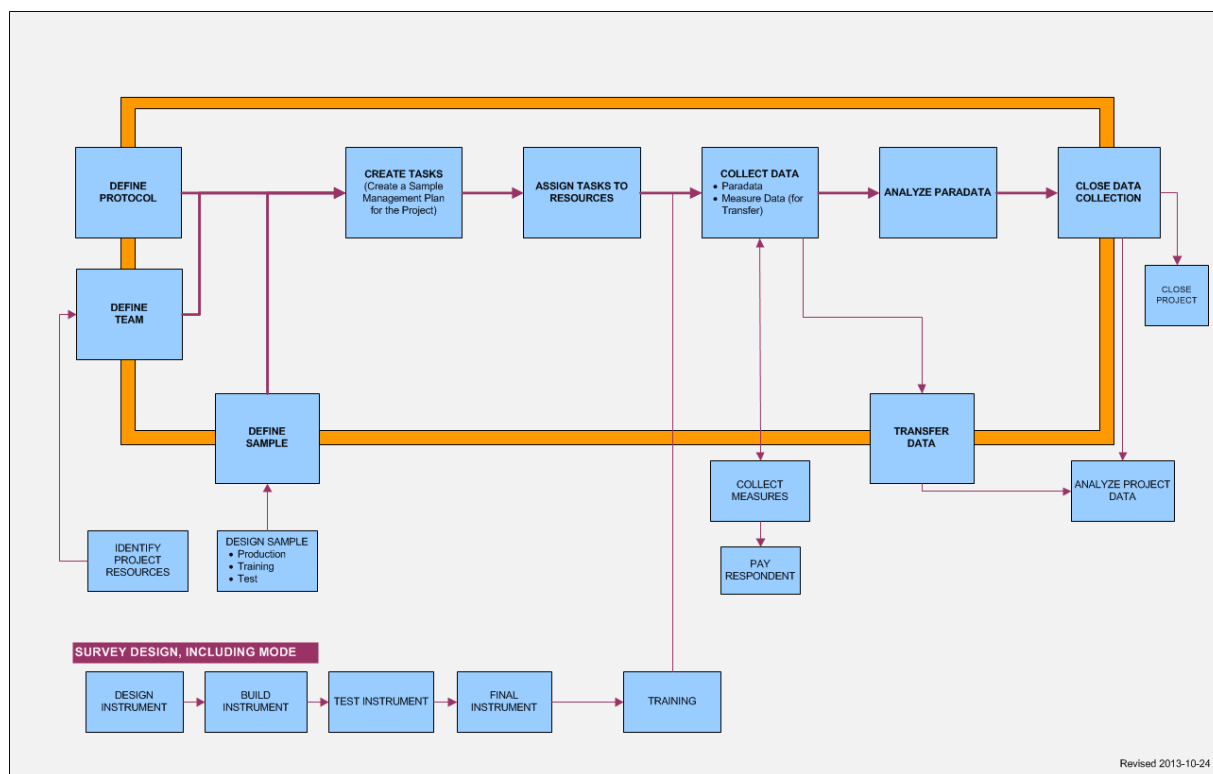 DEFINE
PROTOCOL
CREATE TASKS
(Create a Sample
Management Plan
for the Project)
ASSIGN TASKS TO
RESOURCES
COLLECT DATA
• Paradata
• Measure Data (for
Transfer)
ANALYZE PARADATA
CLOSE DATA
COLLECTION
CLOSE
PROJECT
DEFINE
TEAM
DEFINE
SAMPLE
TRANSFER
DATA
COLLECT
MEASURES
ANALYZE PROJECT
DATA
IDENTIFY
PROJECT
RESOURCES
DESIGN SAMPLE
• Production
• Training
• Test
PAY
RESPONDENT
SURVEY DESIGN, INCLUDING MODE
DESIGN
INSTRUMENT
BUILD
INSTRUMENT
TEST INSTRUMENT
FINAL
INSTRUMENT
TRAINING
Revised 2013-10-24